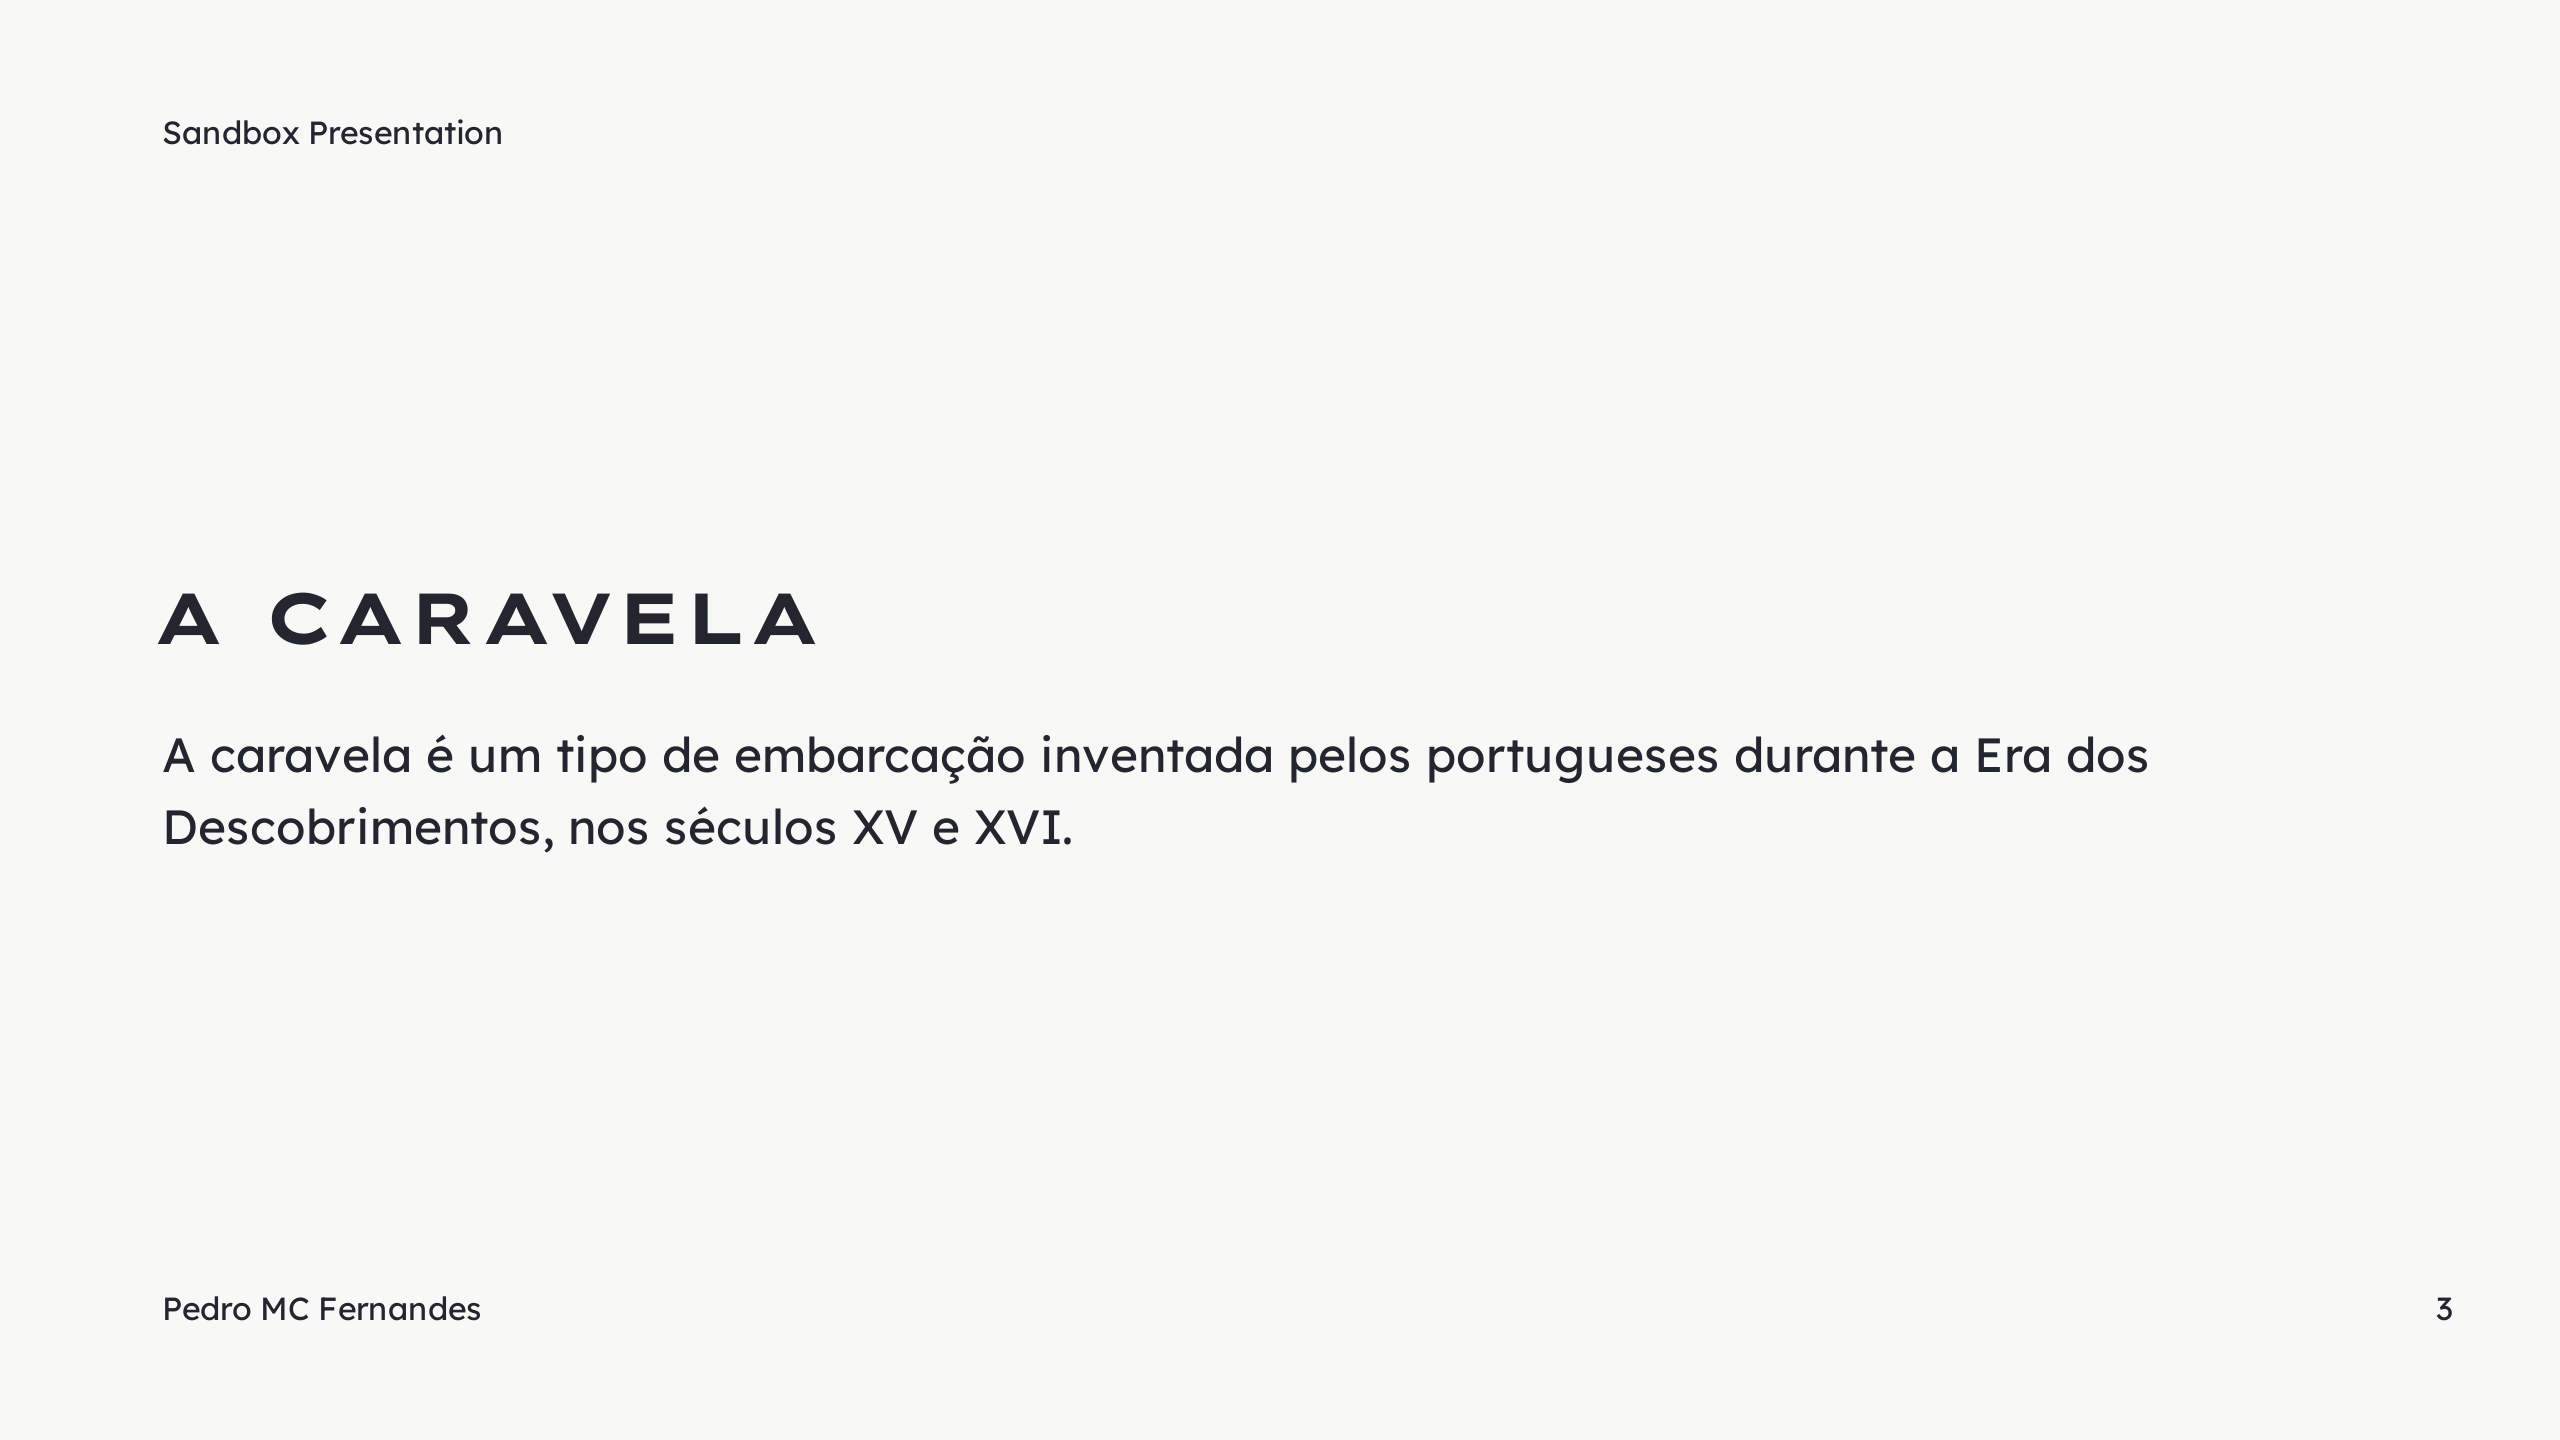 Sandbox Presentation
A CARAVELA
A caravela é um tipo de embarcação inventada pelos portugueses durante a Era dos
Descobrimentos, nos séculos XV e XVI.
Pedro MC Fernandes
3